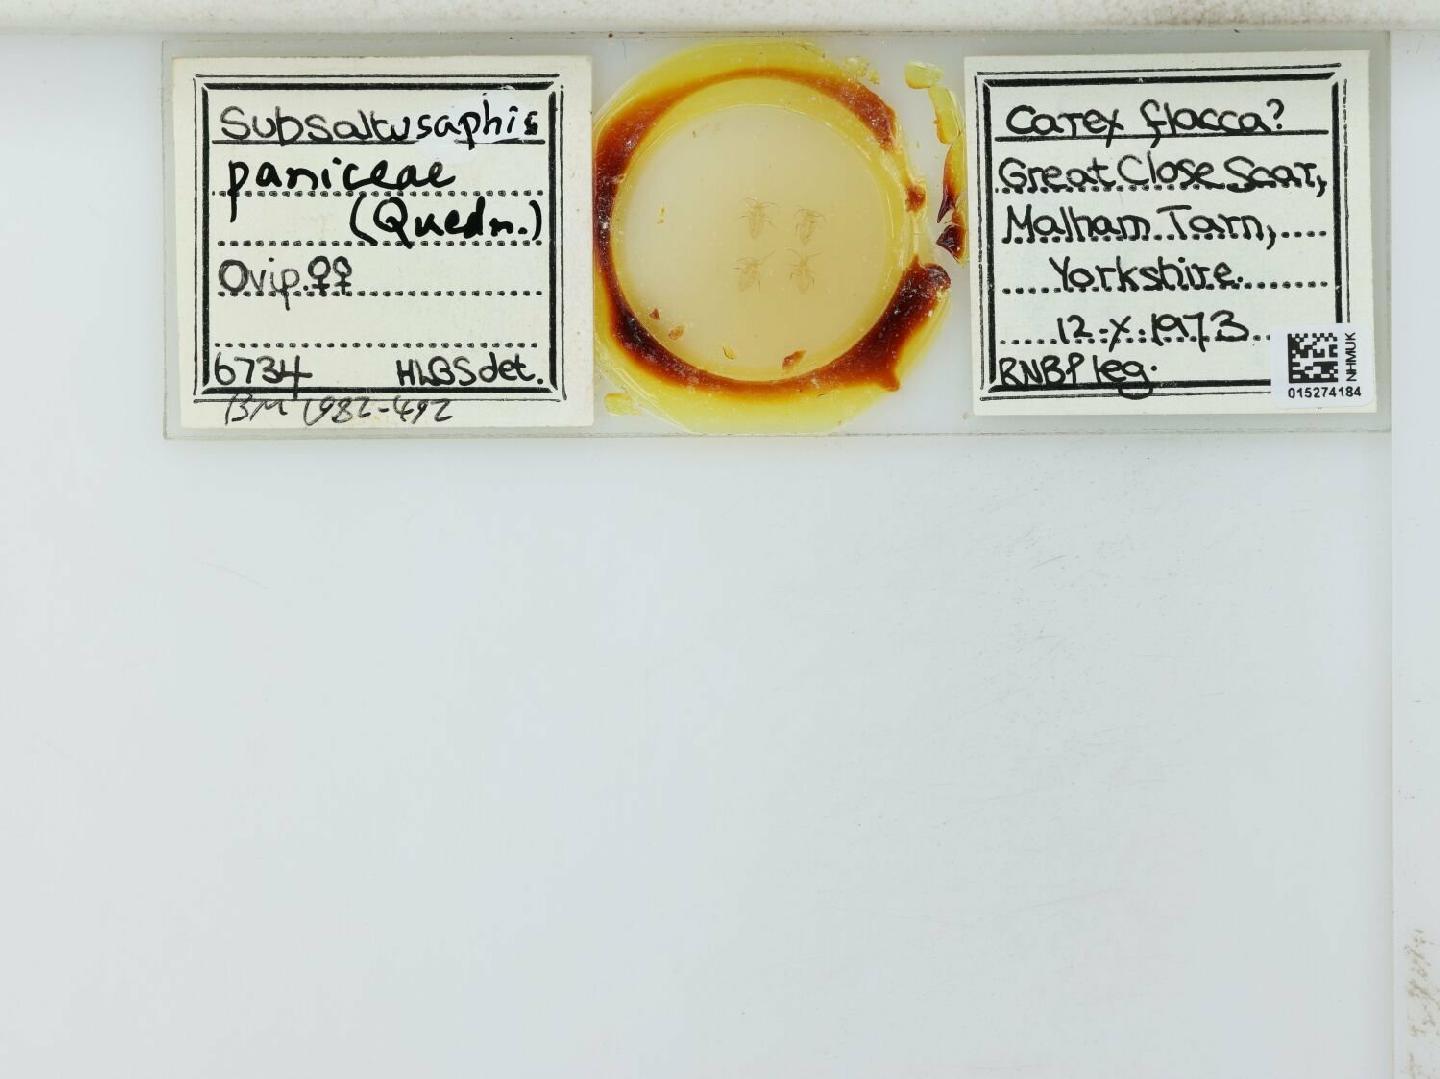 Subsaltusaphis
paniceae
(Quedn.)
Ovip. ♀♀
6734 HLBS det.
BM 1982-492
Carex flacca?
Great Close Scar,
Malham Tarn,
Yorkshire.
12.X.1973
RNBP leg.
NHMUK
015274184